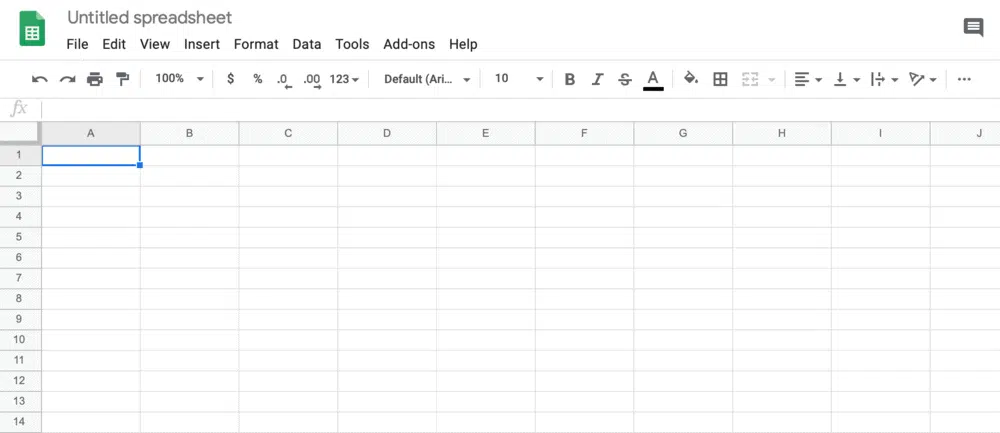 Untitled spreadsheet
File Edit View Insert Format Data Tools Add-ons Help
100% $ % .0 .00 123 Default (Ari... 10 B I S A ...
fx
A B C D E F G H I J
1
2
3
4
5
6
7
8
9
10
11
12
13
14